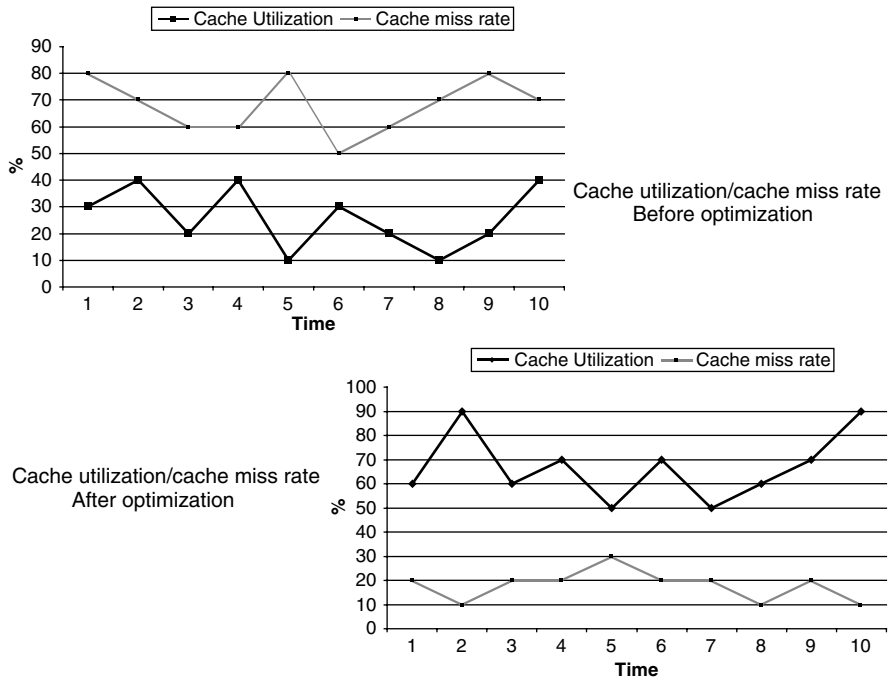 Cache Utilization Cache miss rate
90
80
70
60
50
40
30
20
10
0
%
1 2 3 4 5 6 7 8 9 10
Time
Cache utilization/cache miss rate
Before optimization
Cache Utilization Cache miss rate
100
90
80
70
60
50
40
30
20
10
0
%
1 2 3 4 5 6 7 8 9 10
Time
Cache utilization/cache miss rate
After optimization